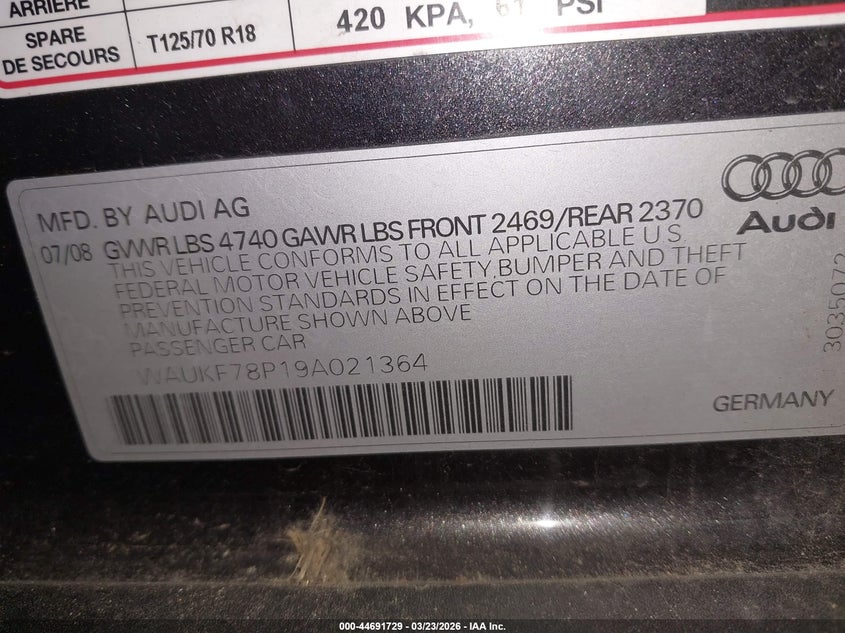 ARRIÈRE
SPARE
DE SECOURS
T125/70 R18
420 KPA, 61 PSI
Audi
MFD. BY AUDI AG
07/08 GVWR LBS 4740 GAWR LBS FRONT 2469/REAR 2370
THIS VEHICLE CONFORMS TO ALL APPLICABLE U S
FEDERAL MOTOR VEHICLE SAFETY.BUMPER AND THEFT
PREVENTION STANDARDS IN EFFECT ON THE DATE OF
MANUFACTURE SHOWN ABOVE
PASSENGER CAR
WAUKF78P19A021364
GERMANY
3035072
000-44691729 - 03/23/2026 - IAA Inc.